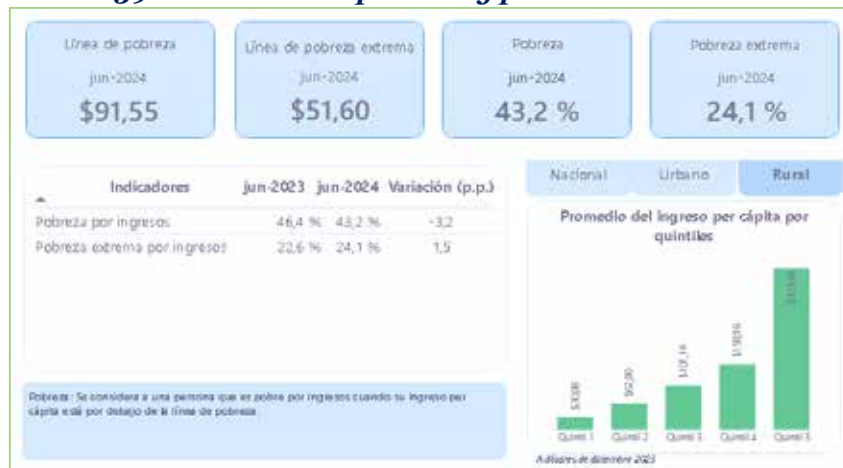 Línea de pobreza
jun-2024
$91,55
Línea de pobreza extrema
jun-2024
$51,60
Pobreza
jun-2024
43,2 %
Pobreza extrema
jun-2024
24,1 %
Indicadores jun-2023 jun-2024 Variación (p.p.)
Pobreza por ingresos 46,4 % 43,2 % -3,2
Pobreza extrema por ingresos 22,6 % 24,1 % 1,5
Pobreza: Se considera a una persona que es pobre por ingresos cuando su ingreso per
cápita está por debajo de la línea de pobreza
Nacional Urbano Rural
Promedio del ingreso per cápita por
quintiles
Quintil 1 Quintil 2 Quintil 3 Quintil 4 Quintil 5
A dólares de diciembre 2023